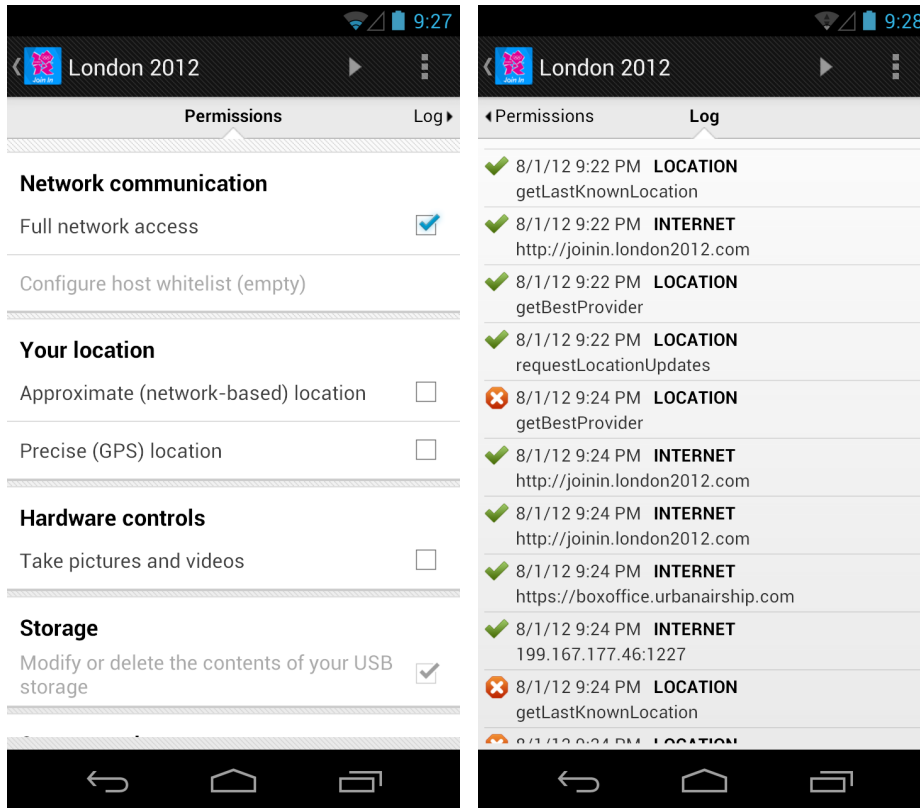 9:27
London 2012
Permissions
Log
Network communication
Full network access
Configure host whitelist (empty)
Your location
Approximate (network-based) location
Precise (GPS) location
Hardware controls
Take pictures and videos
Storage
Modify or delete the contents of your USB
storage
9:28
London 2012
Permissions
Log
8/1/12 9:22 PM LOCATION
getLastKnownLocation
8/1/12 9:22 PM INTERNET
http://joinin.london2012.com
8/1/12 9:22 PM LOCATION
getBestProvider
8/1/12 9:22 PM LOCATION
requestLocationUpdates
8/1/12 9:24 PM LOCATION
getBestProvider
8/1/12 9:24 PM INTERNET
http://joinin.london2012.com
8/1/12 9:24 PM INTERNET
http://joinin.london2012.com
8/1/12 9:24 PM INTERNET
https://boxoffice.urbanairship.com
8/1/12 9:24 PM INTERNET
199.167.177.46:1227
8/1/12 9:24 PM LOCATION
getLastKnownLocation
8/1/12 9:24 PM LOCATION